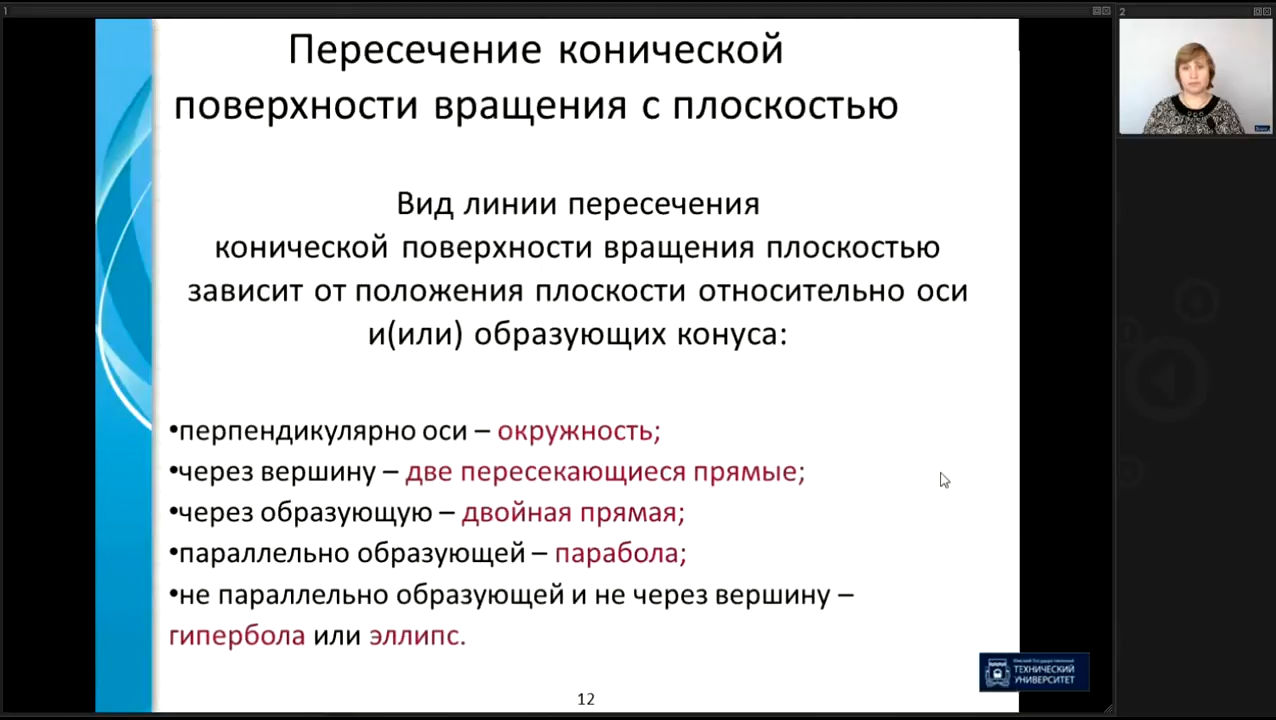 1
2
Пересечение конической
поверхности вращения с плоскостью
Вид линии пересечения
конической поверхности вращения плоскостью
зависит от положения плоскости относительно оси
и(или) образующих конуса:
•перпендикулярно оси – окружность;
•через вершину – две пересекающиеся прямые;
•через образующую – двойная прямая;
•параллельно образующей – парабола;
•не параллельно образующей и не через вершину –
гипербола или эллипс.
ТЕХНИЧЕСКИЙ
УНИВЕРСИТЕТ
12